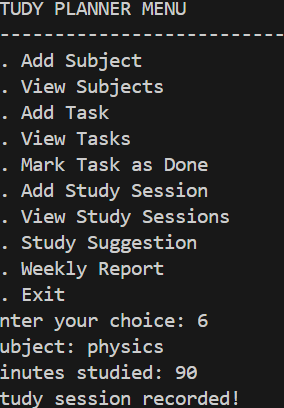 TUDY PLANNER MENU
--------------------------
. Add Subject
. View Subjects
. Add Task
. View Tasks
. Mark Task as Done
. Add Study Session
. View Study Sessions
. Study Suggestion
. Weekly Report
. Exit
nter your choice: 6
ubject: physics
inutes studied: 90
tudy session recorded!